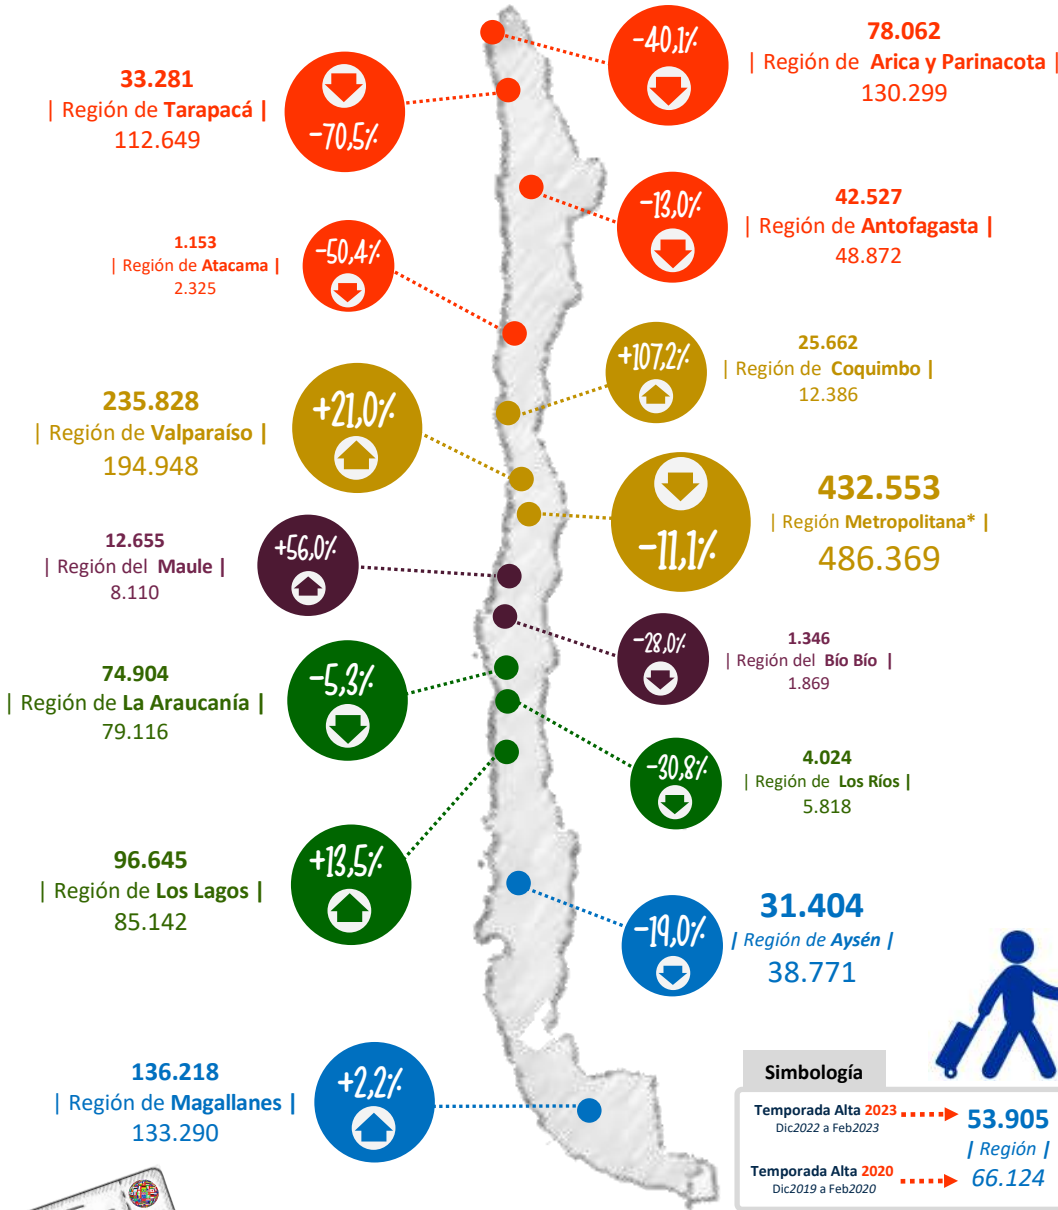 78.062
| Región de Arica y Parinacota |
130.299
-40,1%
33.281
| Región de Tarapacá |
112.649
-70,5%
42.527
| Región de Antofagasta |
48.872
-13,0%
1.153
| Región de Atacama |
2.325
-50,4%
25.662
| Región de Coquimbo |
12.386
+107,2%
235.828
| Región de Valparaíso |
194.948
+21,0%
432.553
| Región Metropolitana* |
486.369
-11,1%
12.655
| Región del Maule |
8.110
+56,0%
1.346
| Región del Bío Bío |
1.869
-28,0%
74.904
| Región de La Araucanía |
79.116
-5,3%
4.024
| Región de Los Ríos |
5.818
-30,8%
96.645
| Región de Los Lagos |
85.142
+13,5%
31.404
| Región de Aysén |
38.771
-19,0%
136.218
| Región de Magallanes |
133.290
+2,2%
Simbología
Temporada Alta 2023
Dic2022 a Feb2023
53.905
| Región |
Temporada Alta 2020
Dic2019 a Feb2020
66.124